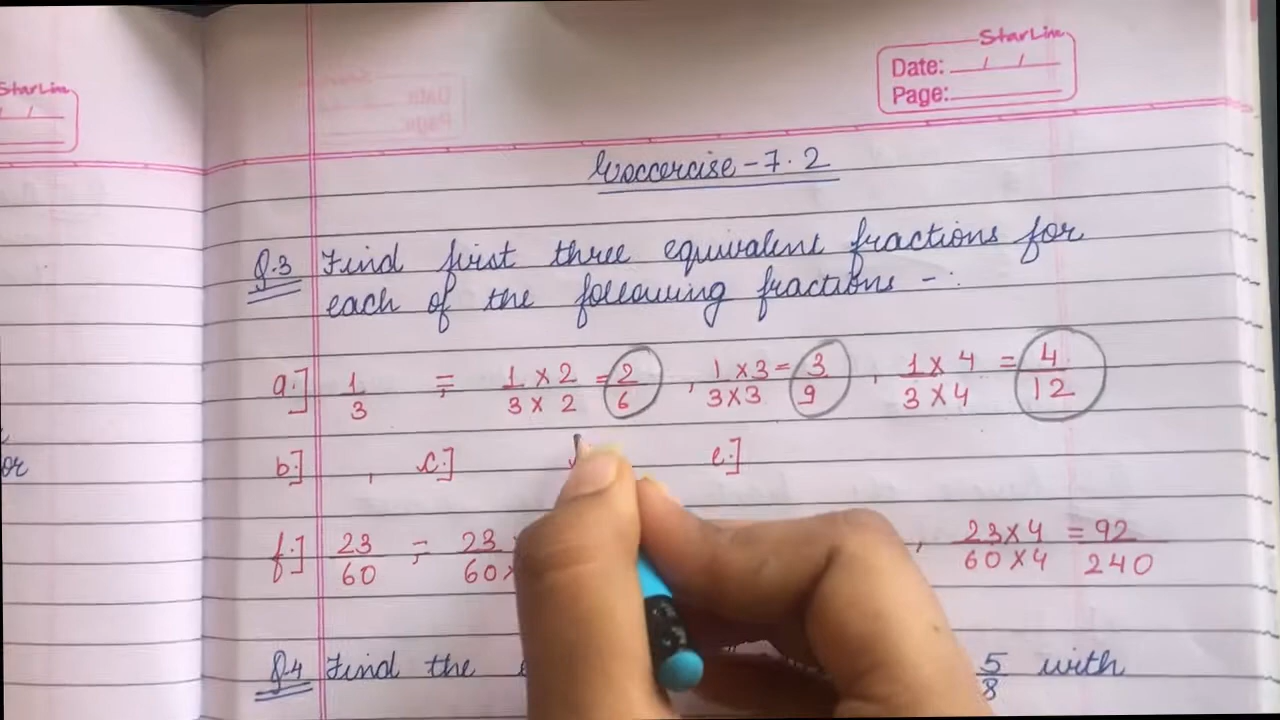 StarLine
StarLine
Date: / /
Page:
Exercise - 7.2
Q.3 Find first three equivalent fractions for
each of the following fractions -:
a.] 1/3 = 1 × 2 / 3 × 2 = 2/6 , 1 × 3 / 3 × 3 = 3/9 , 1 × 4 / 3 × 4 = 4/12
or
b.] , c.] e.]
f.] 23/60 = 23 / 60× , 23×4 / 60×4 = 92/240
Q.4 Find the 5/8 with